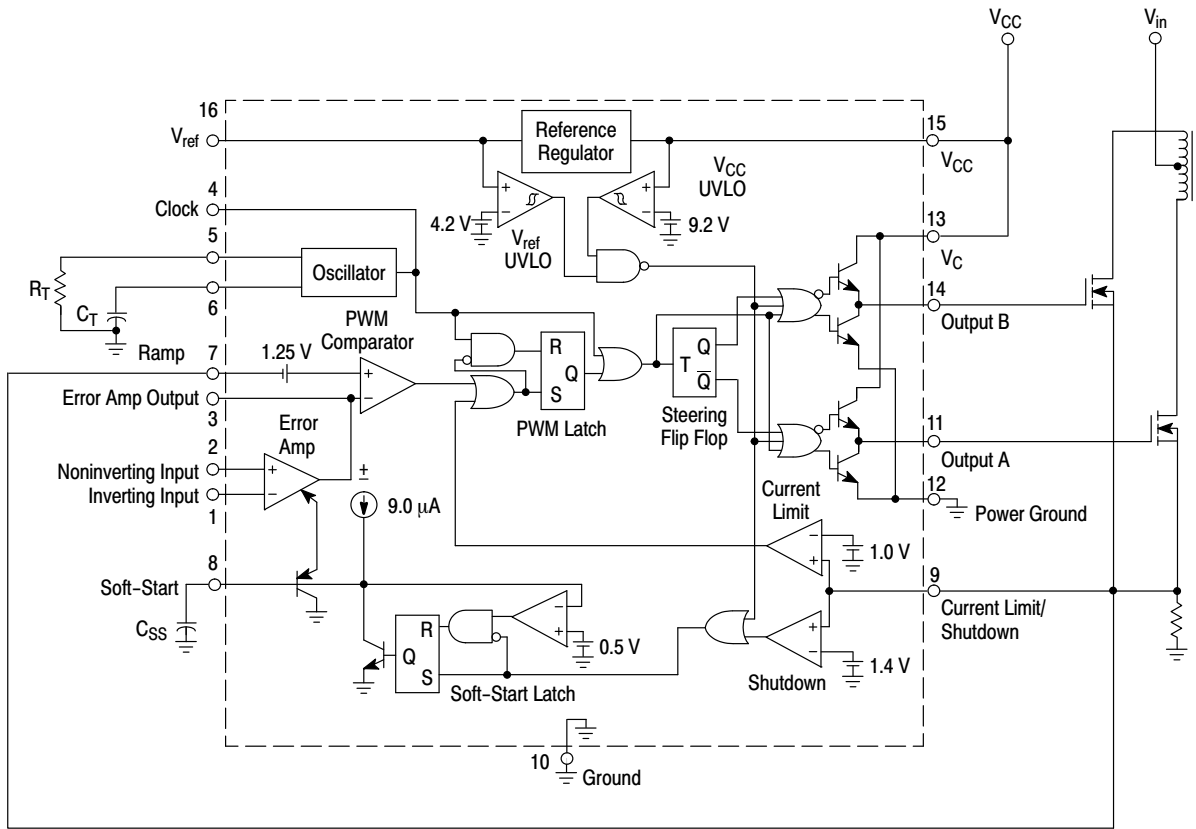 V_CC
V_in
16
V_ref
Reference
Regulator
15
V_CC
V_CC
UVLO
4
Clock
4.2 V
V_ref
UVLO
9.2 V
13
V_C
5
R_T
Oscillator
C_T
6
14
Output B
PWM
Comparator
Ramp
7
1.25 V
Error Amp Output
3
R
Q
S
PWM Latch
T
Q
Q̅
Steering
Flip Flop
11
Output A
Error
Amp
2
Noninverting Input
Inverting Input
1
+
−
+
−
+
−
+
−
±
9.0 µA
12
Power Ground
Current
Limit
−
+
1.0 V
8
Soft−Start
C_SS
9
Current Limit/
Shutdown
−
+
0.5 V
R
Q
S
Soft−Start Latch
+
−
1.4 V
Shutdown
10
Ground